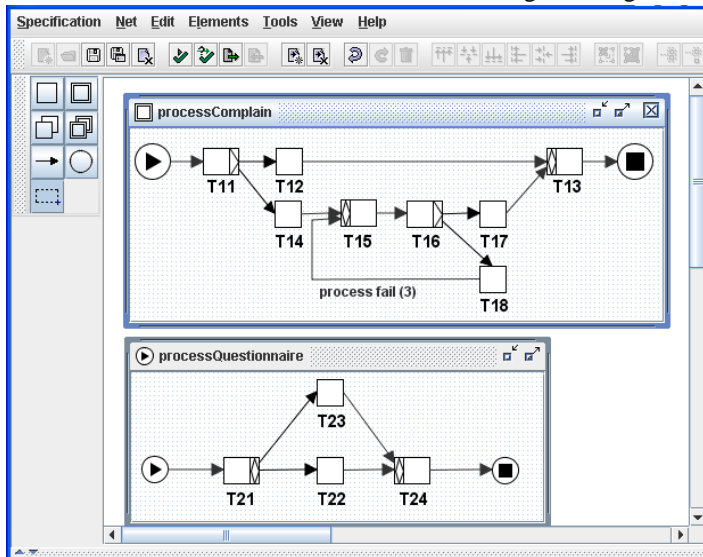 Specification Net Edit Elements Tools View Help
processComplain
T11 T12 T13
T14 T15 T16 T17
process fail (3)
T18
processQuestionnaire
T23
T21 T22 T24